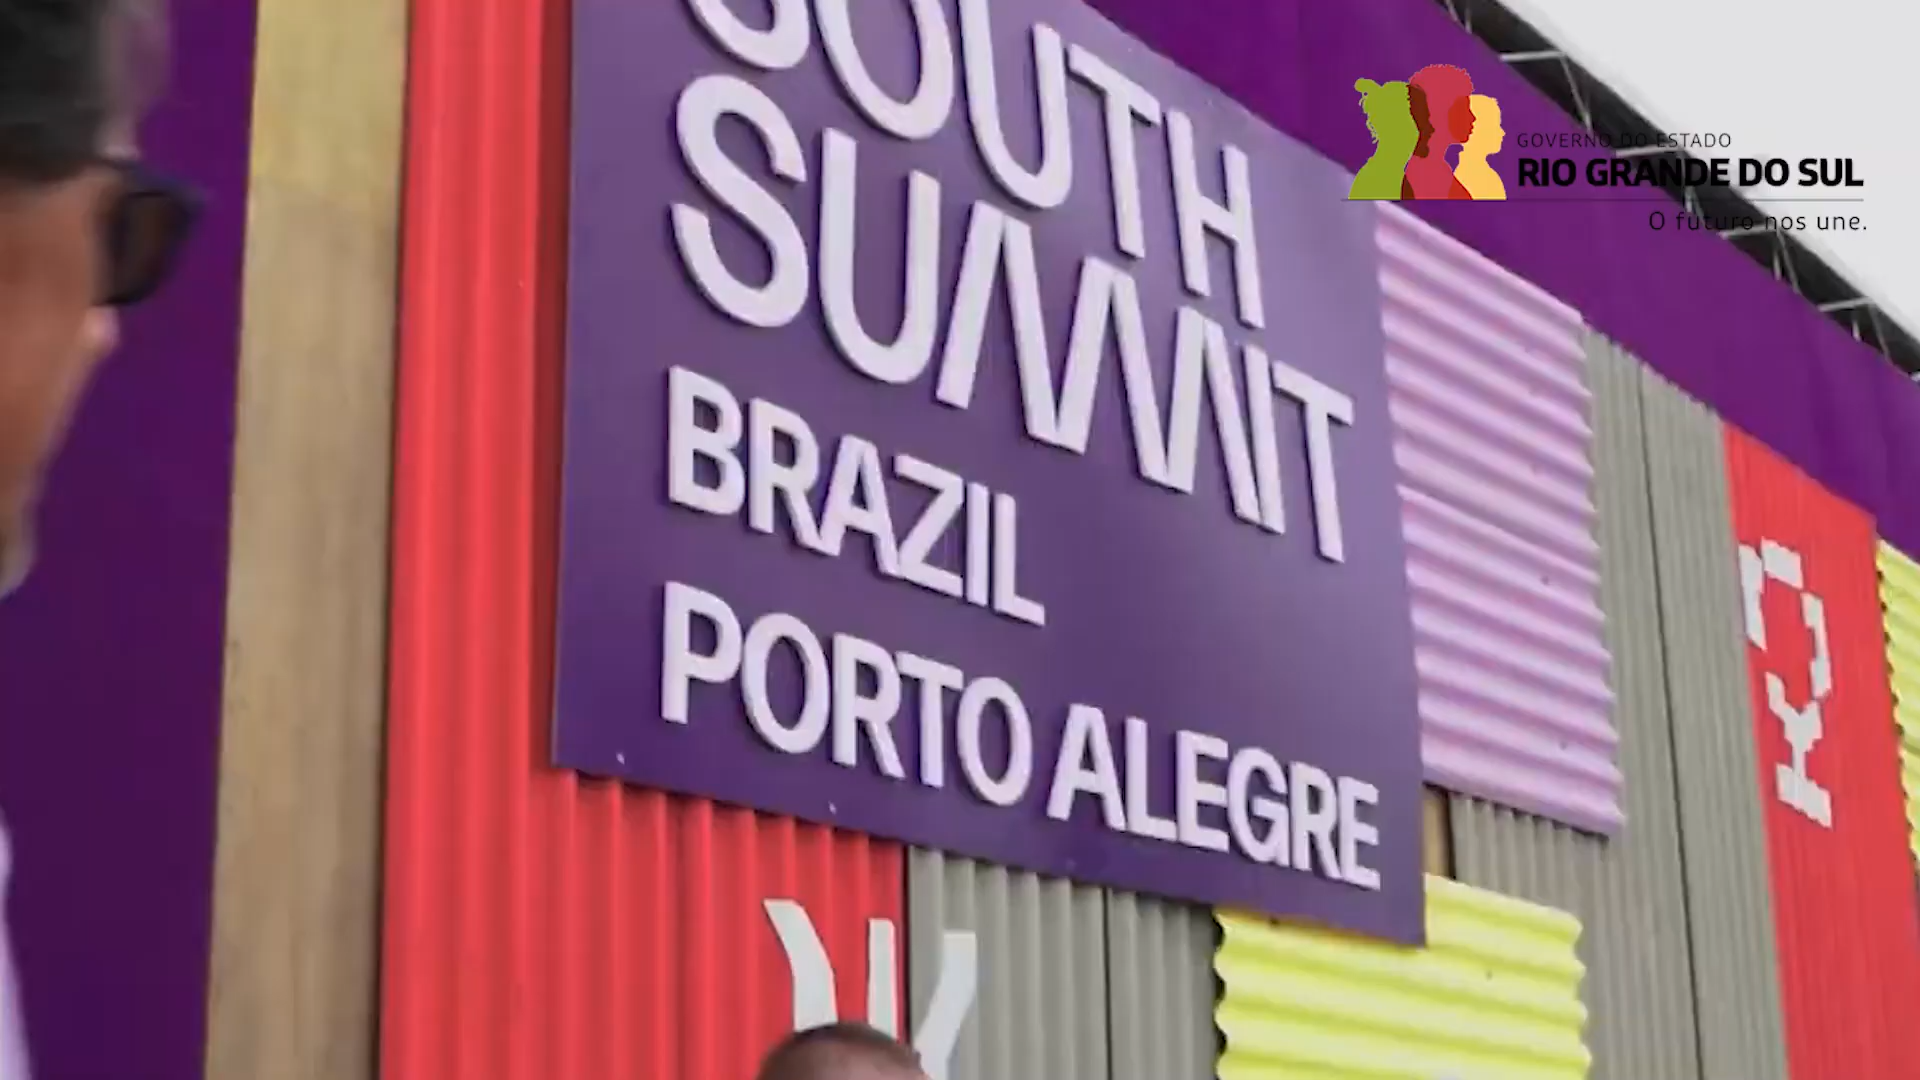 SOUTH
SUMMIT
BRAZIL
PORTO ALEGRE
GOVERNO DO ESTADO
RIO GRANDE DO SUL
O futuro nos une.